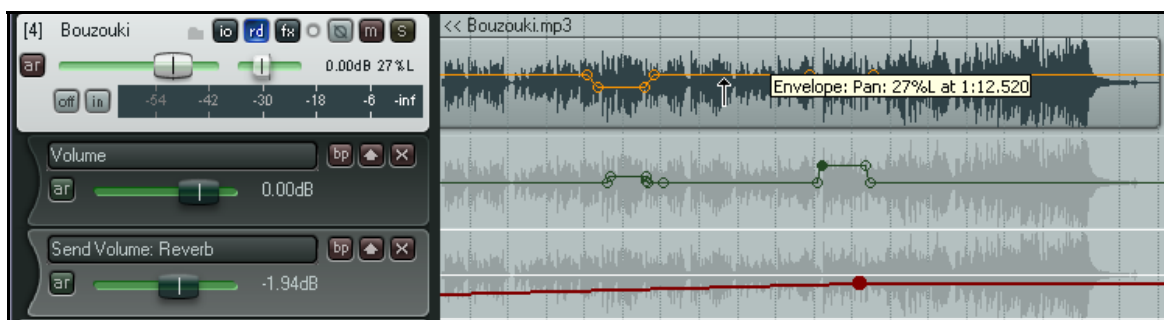 [4] Bouzouki io rd fx m S
ar 0.00dB 27%L
off in -54 -42 -30 -18 -6 -inf
<< Bouzouki.mp3
Envelope: Pan: 27%L at 1:12.520
Volume bp
ar 0.00dB
Send Volume: Reverb bp
ar -1.94dB